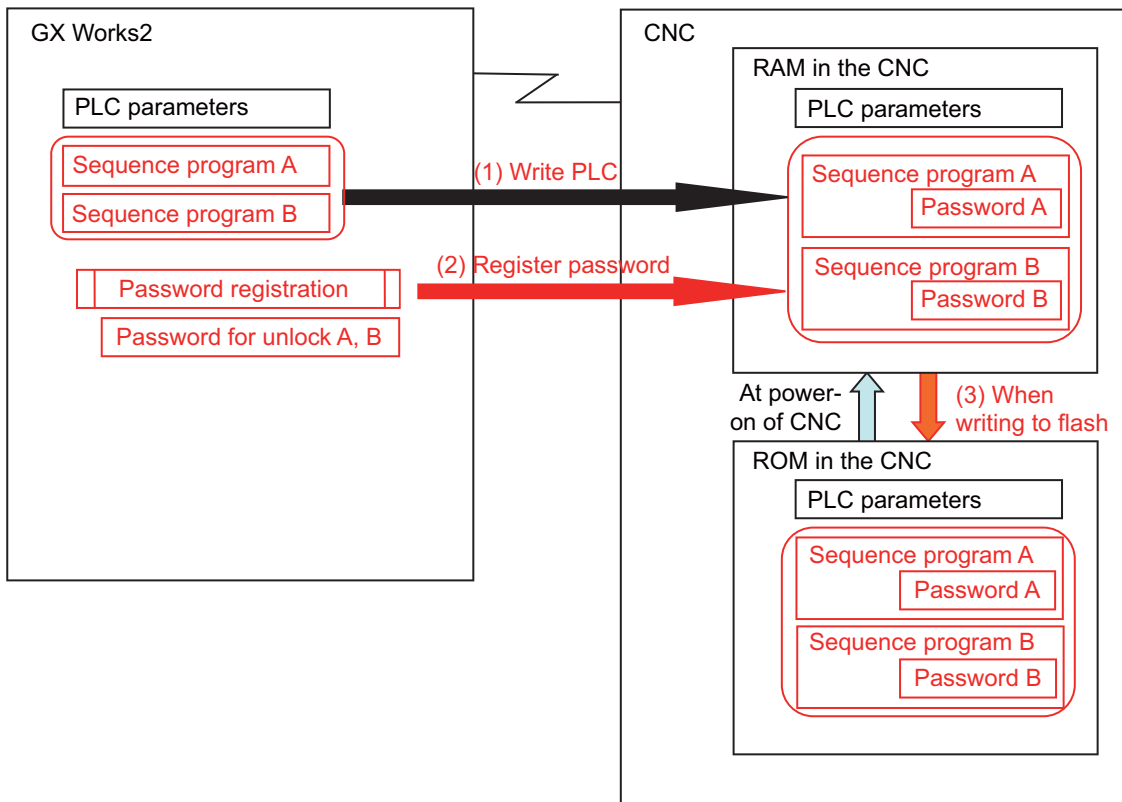 GX Works2
PLC parameters
Sequence program A
Sequence program B
Password registration
Password for unlock A, B
(1) Write PLC
(2) Register password
CNC
RAM in the CNC
PLC parameters
Sequence program A
Password A
Sequence program B
Password B
At power-
on of CNC
(3) When
writing to flash
ROM in the CNC
PLC parameters
Sequence program A
Password A
Sequence program B
Password B